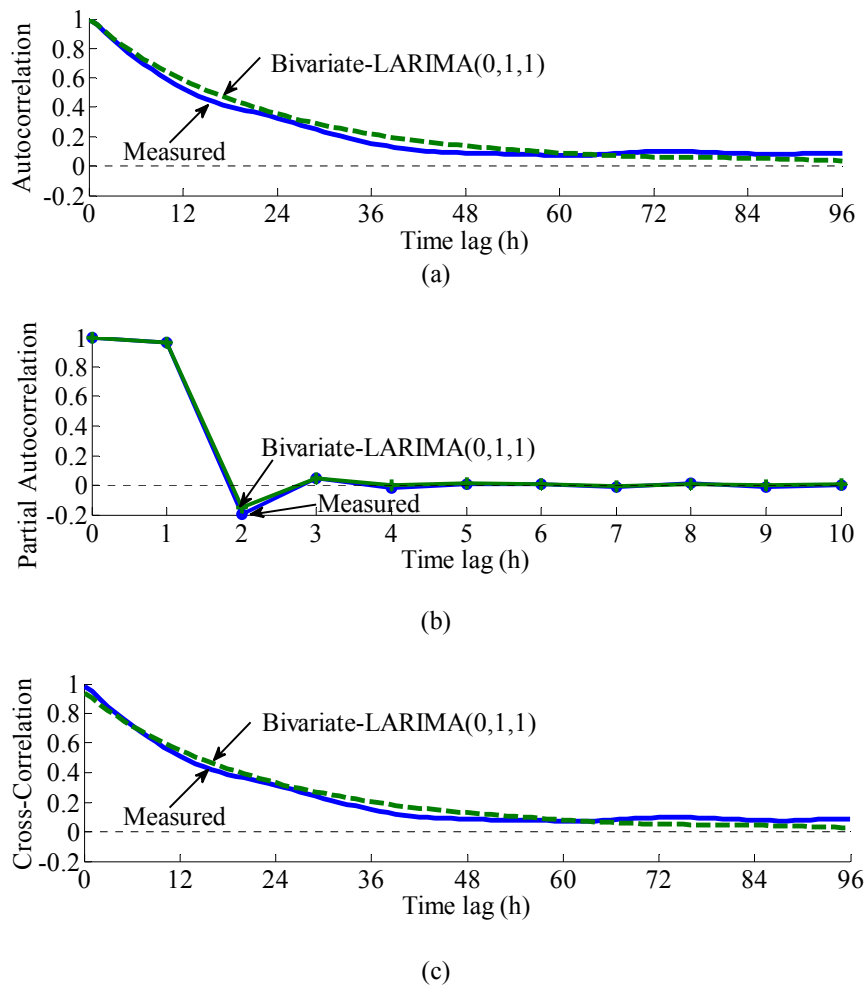 Autocorrelation
1
0.8
0.6
0.4
0.2
0
-0.2
Bivariate-LARIMA(0,1,1)
Measured
0 12 24 36 48 60 72 84 96
Time lag (h)
(a)
Partial Autocorrelation
1
0.8
0.6
0.4
0.2
0
-0.2
Bivariate-LARIMA(0,1,1)
Measured
0 1 2 3 4 5 6 7 8 9 10
Time lag (h)
(b)
Cross-Correlation
1
0.8
0.6
0.4
0.2
0
-0.2
Bivariate-LARIMA(0,1,1)
Measured
0 12 24 36 48 60 72 84 96
Time lag (h)
(c)